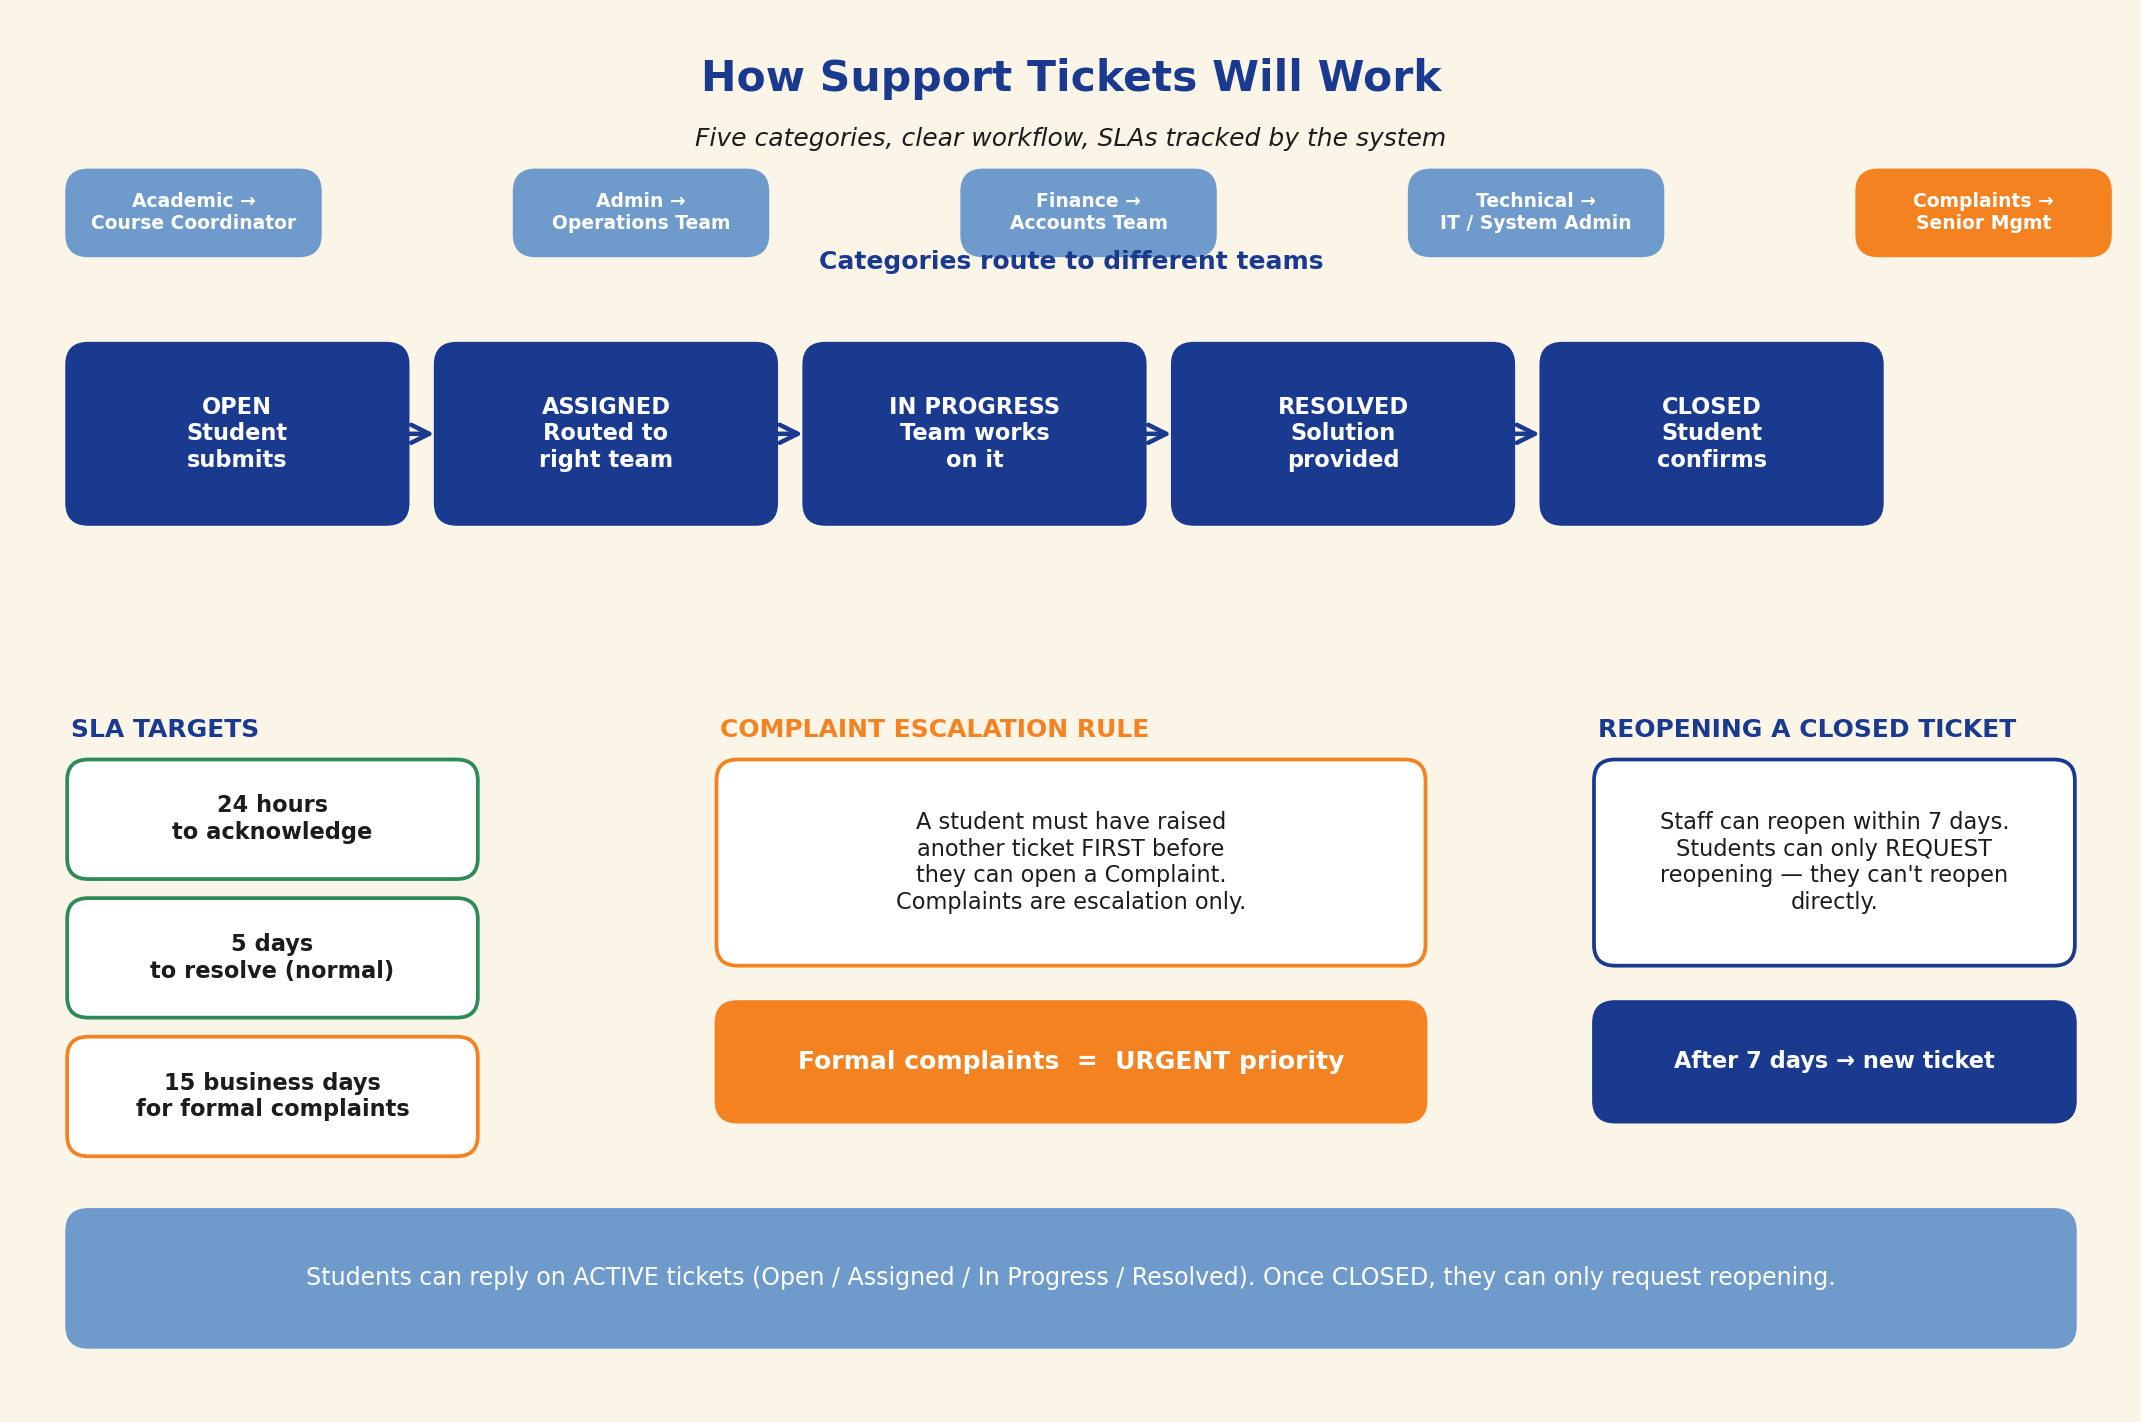 How Support Tickets Will Work
Five categories, clear workflow, SLAs tracked by the system
Academic →
Course Coordinator
Admin →
Operations Team
Finance →
Accounts Team
Technical →
IT / System Admin
Complaints →
Senior Mgmt
Categories route to different teams
OPEN
Student
submits
ASSIGNED
Routed to
right team
IN PROGRESS
Team works
on it
RESOLVED
Solution
provided
CLOSED
Student
confirms
SLA TARGETS
24 hours
to acknowledge
5 days
to resolve (normal)
15 business days
for formal complaints
COMPLAINT ESCALATION RULE
A student must have raised
another ticket FIRST before
they can open a Complaint.
Complaints are escalation only.
Formal complaints = URGENT priority
REOPENING A CLOSED TICKET
Staff can reopen within 7 days.
Students can only REQUEST
reopening — they can't reopen
directly.
After 7 days → new ticket
Students can reply on ACTIVE tickets (Open / Assigned / In Progress / Resolved). Once CLOSED, they can only request reopening.